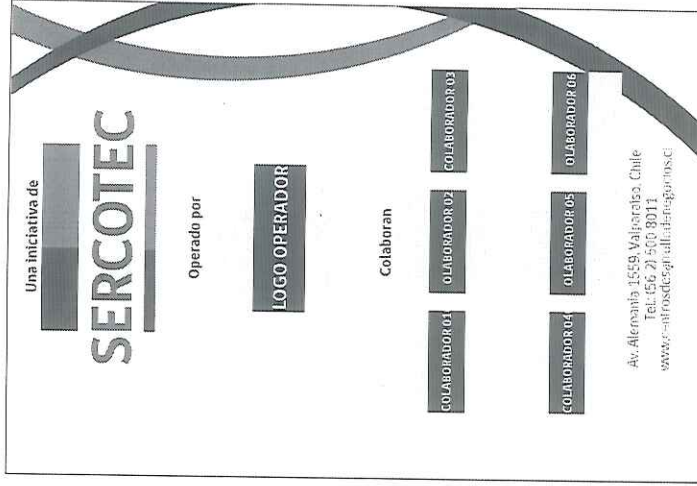 Una iniciativa de
SERCOTEC
Operado por
LOGO OPERADOR
Colaboran
COLABORADOR 01 OLABORADOR 02 COLABORADOR 03
COLABORADOR 04 OLABORADOR 05 OLABORADOR 06
Av. Alemania 1559, Valparaíso, Chile
Tel.: (56 2) 500 8011